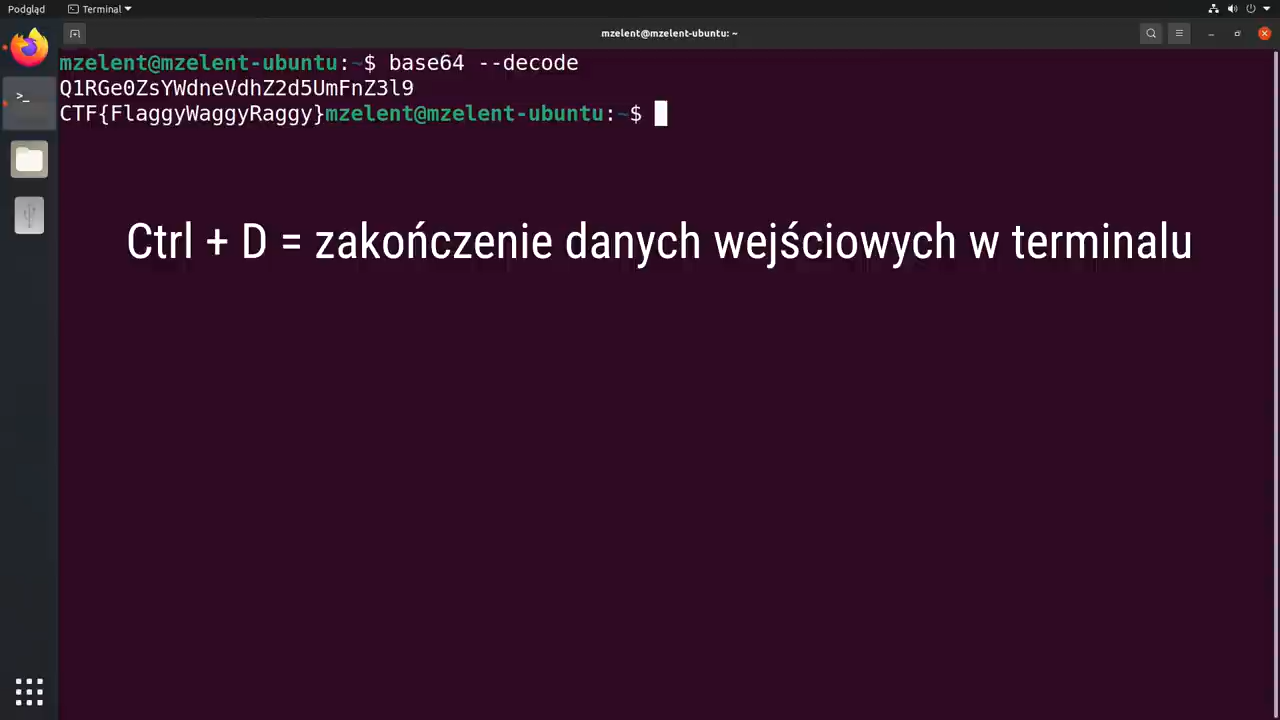 Podgląd
Terminal
mzelent@mzelent-ubuntu: ~
mzelent@mzelent-ubuntu:~$ base64 --decode
Q1RGe0ZsYWdneVdhZ2d5UmFnZ3l9
CTF{FlaggyWaggyRaggy}mzelent@mzelent-ubuntu:~$
Ctrl + D = zakończenie danych wejściowych w terminalu